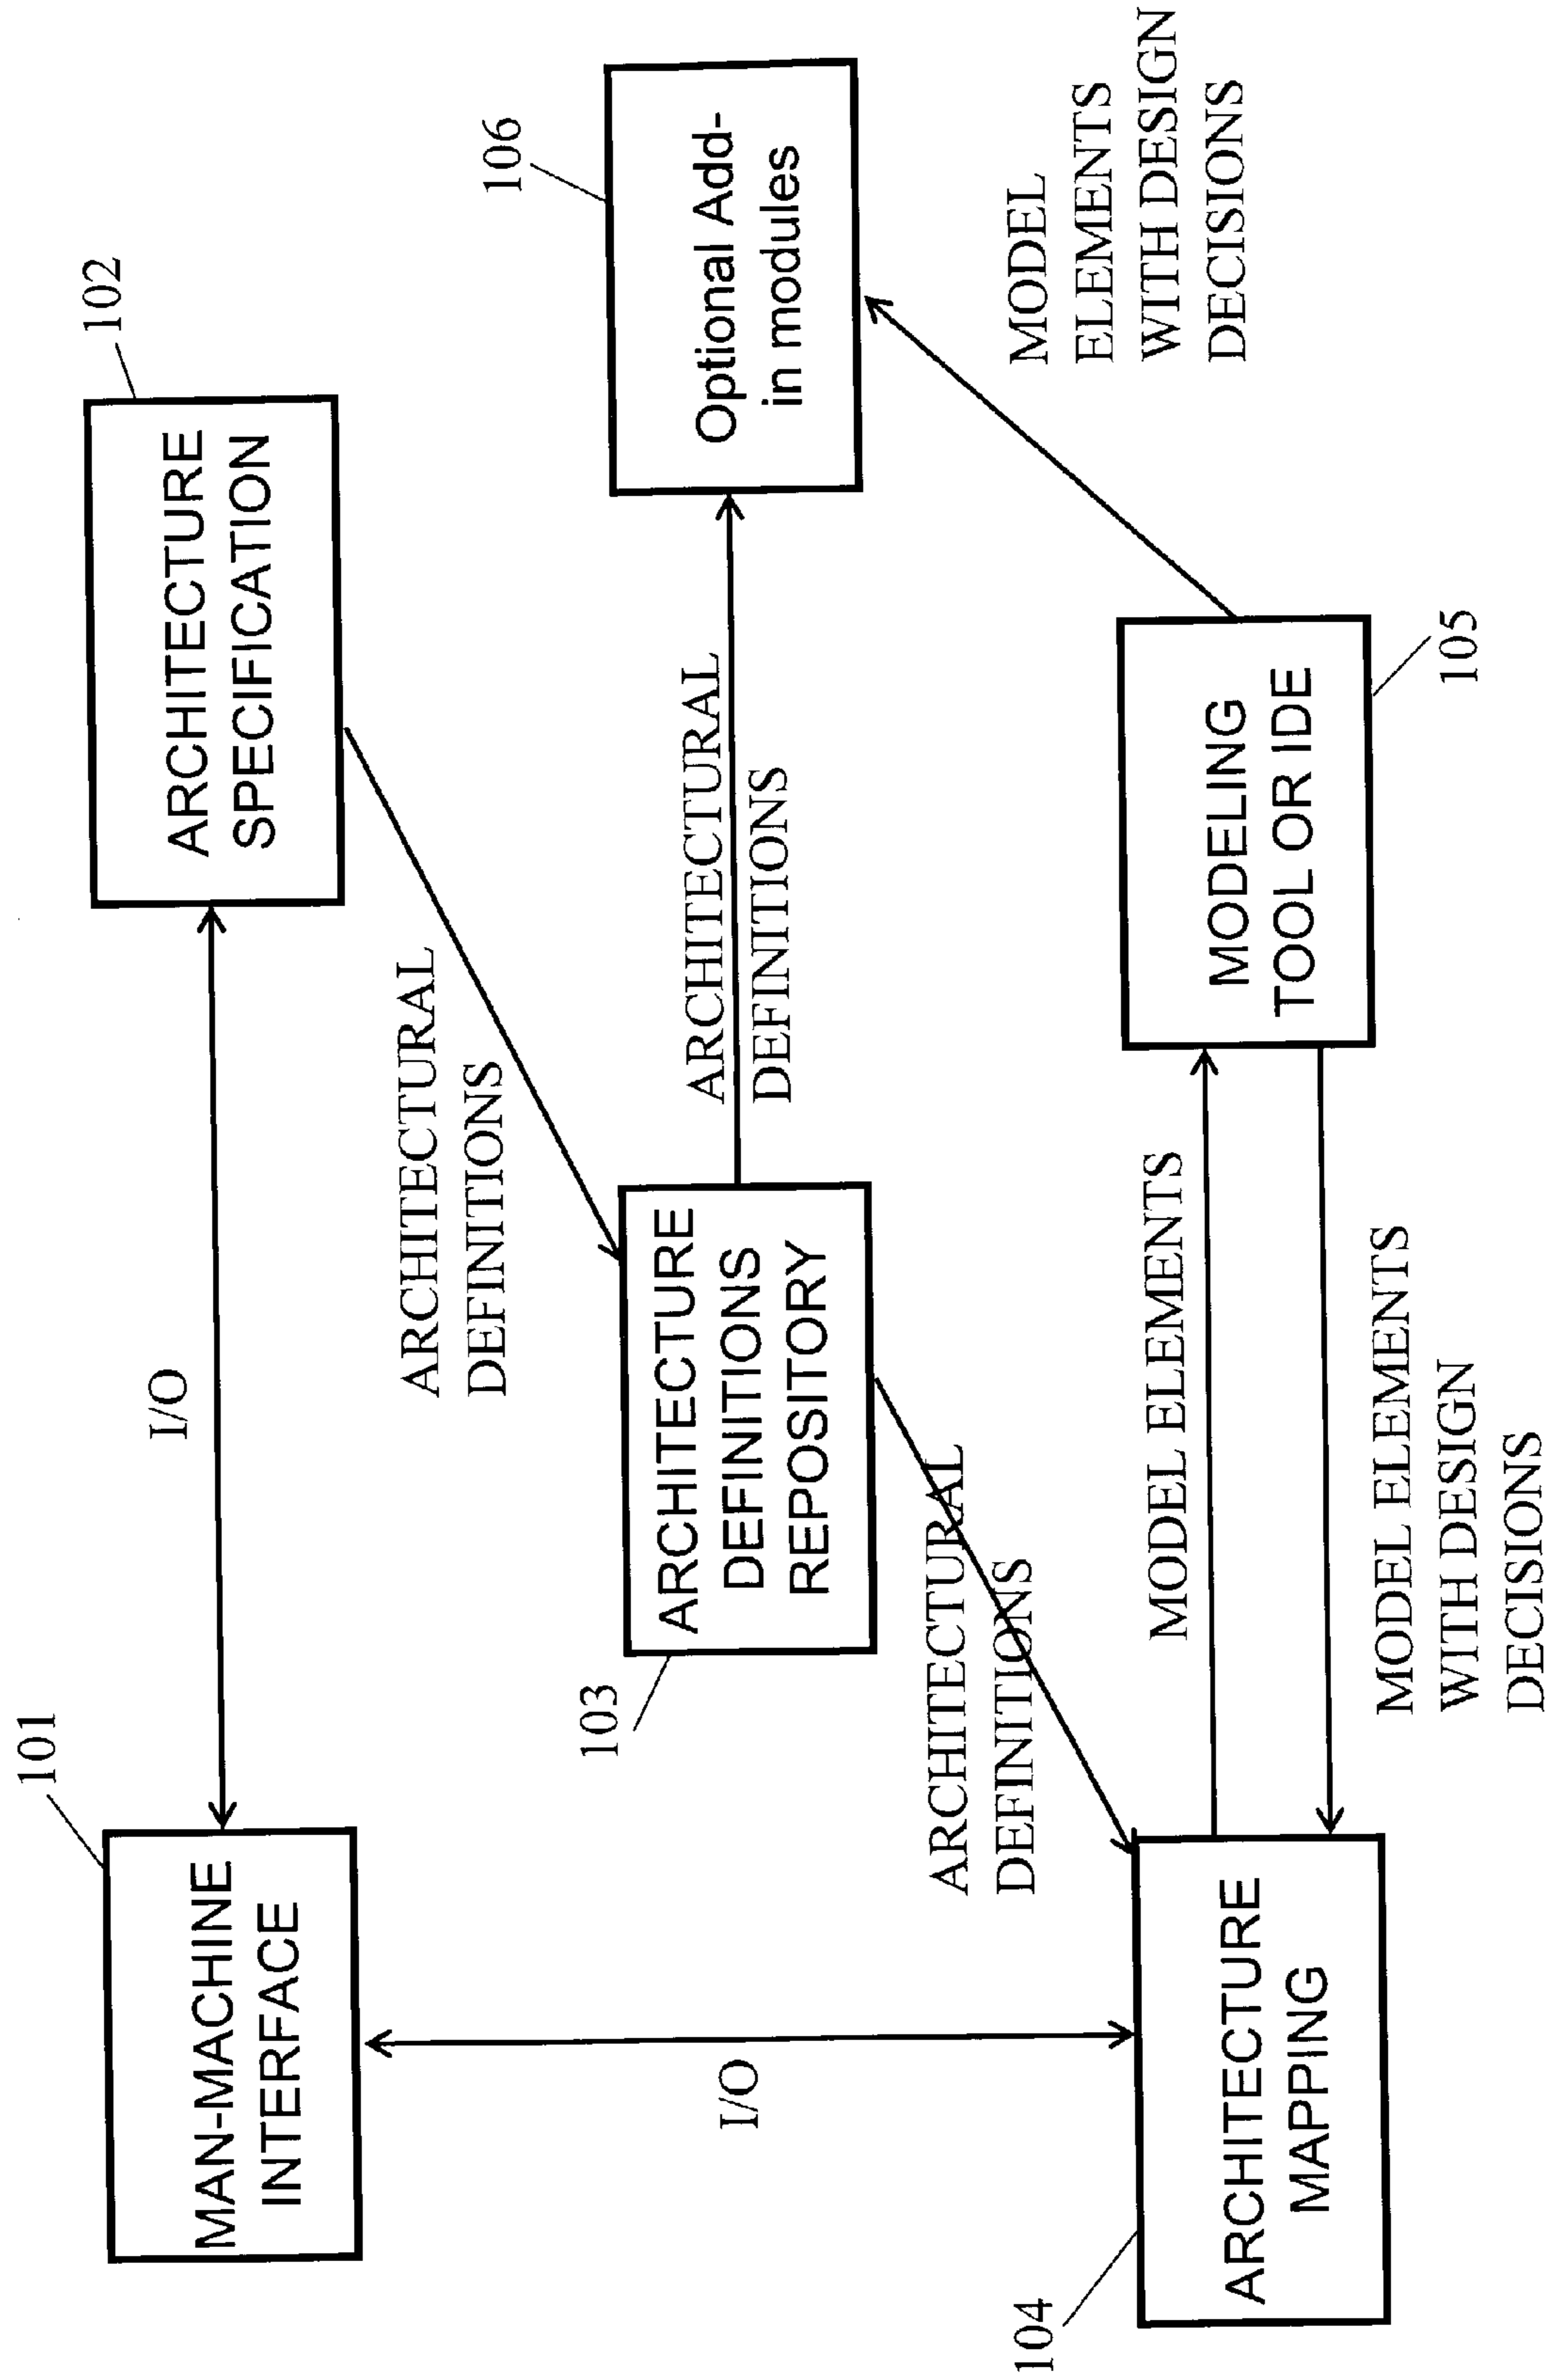 101
MAN-MACHINE
INTERFACE
I/O
102
ARCHITECTURE
SPECIFICATION
ARCHITECTURAL
DEFINITIONS
I/O
103
ARCHITECTURE
DEFINITIONS
REPOSITORY
ARCHITECTURAL
DEFINITIONS
106
Optional Add-
in modules
ARCHITECTURAL
DEFINITIONS
104
ARCHITECTURE
MAPPING
MODEL ELEMENTS
MODEL ELEMENTS
WITH DESIGN
DECISIONS
MODELING
TOOL OR IDE
105
MODEL
ELEMENTS
WITH DESIGN
DECISIONS